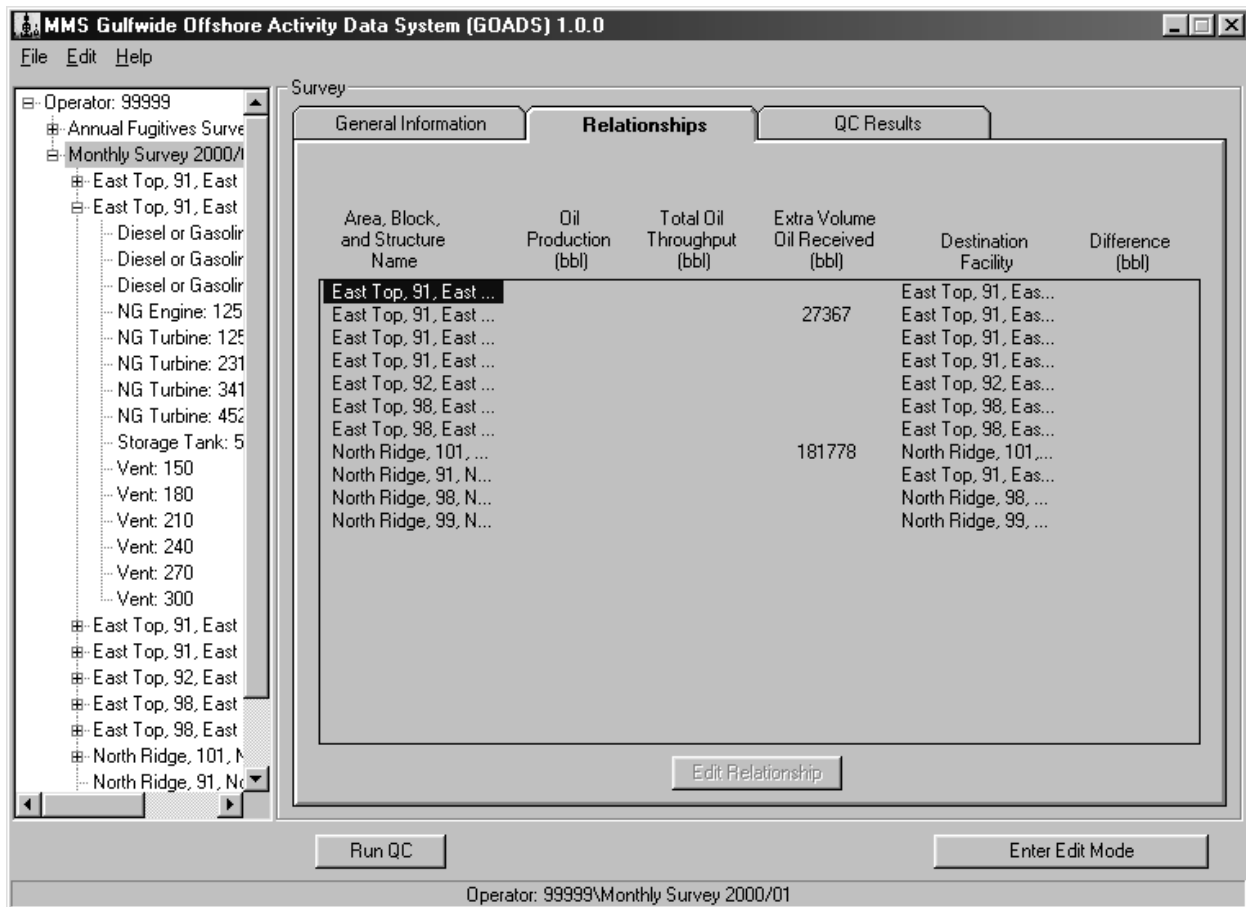 MMS Gulfwide Offshore Activity Data System (GOADS) 1.0.0
File Edit Help
Operator: 99999
Annual Fugitives Surve
Monthly Survey 2000/
East Top, 91, East
East Top, 91, East
Diesel or Gasolir
Diesel or Gasolir
Diesel or Gasolir
NG Engine: 125
NG Turbine: 125
NG Turbine: 231
NG Turbine: 341
NG Turbine: 452
Storage Tank: 5
Vent: 150
Vent: 180
Vent: 210
Vent: 240
Vent: 270
Vent: 300
East Top, 91, East
East Top, 91, East
East Top, 92, East
East Top, 98, East
East Top, 98, East
North Ridge, 101, N
North Ridge, 91, No
Survey
General Information Relationships QC Results
Area, Block, Oil Total Oil Extra Volume
and Structure Production Throughput Oil Received Destination Difference
Name (bbl) (bbl) (bbl) Facility (bbl)
East Top, 91, East ... East Top, 91, Eas...
East Top, 91, East ... 27367 East Top, 91, Eas...
East Top, 91, East ... East Top, 91, Eas...
East Top, 91, East ... East Top, 91, Eas...
East Top, 92, East ... East Top, 92, Eas...
East Top, 98, East ... East Top, 98, Eas...
East Top, 98, East ... East Top, 98, Eas...
North Ridge, 101, ... 181778 North Ridge, 101,...
North Ridge, 91, N... East Top, 91, Eas...
North Ridge, 98, N... North Ridge, 98, ...
North Ridge, 99, N... North Ridge, 99, ...
Edit Relationship
Run QC Enter Edit Mode
Operator: 99999\Monthly Survey 2000/01